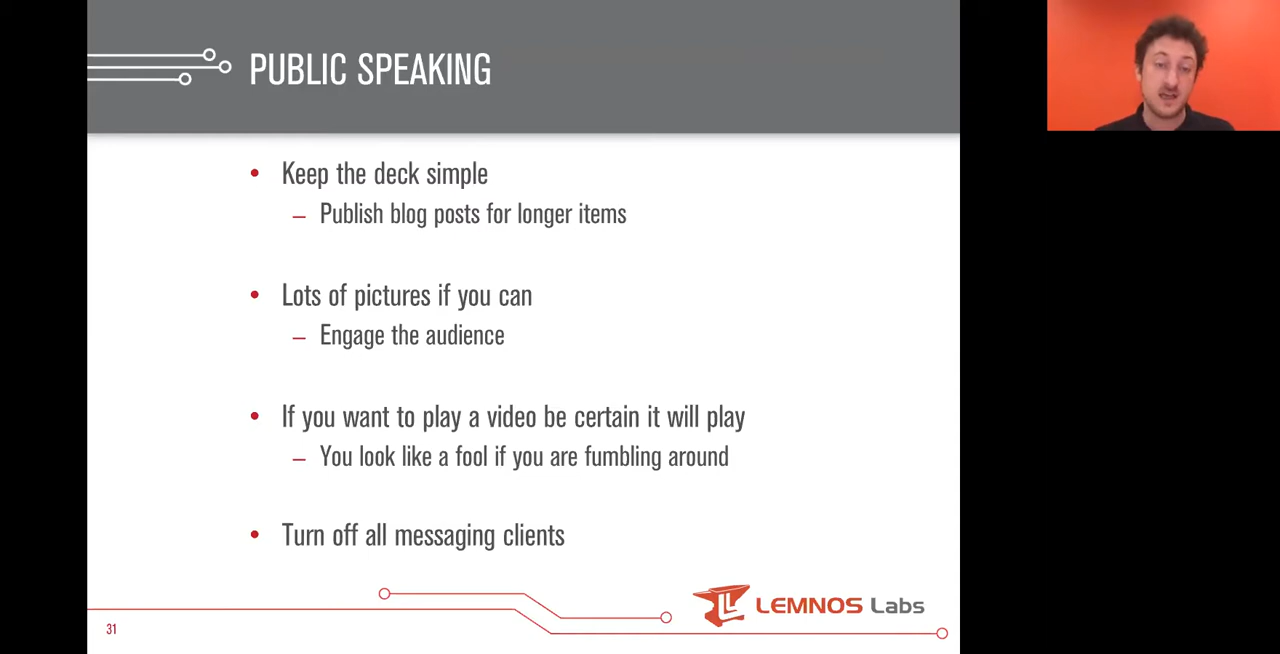 PUBLIC SPEAKING
• Keep the deck simple
– Publish blog posts for longer items
• Lots of pictures if you can
– Engage the audience
• If you want to play a video be certain it will play
– You look like a fool if you are fumbling around
• Turn off all messaging clients
LEMNOS Labs
31